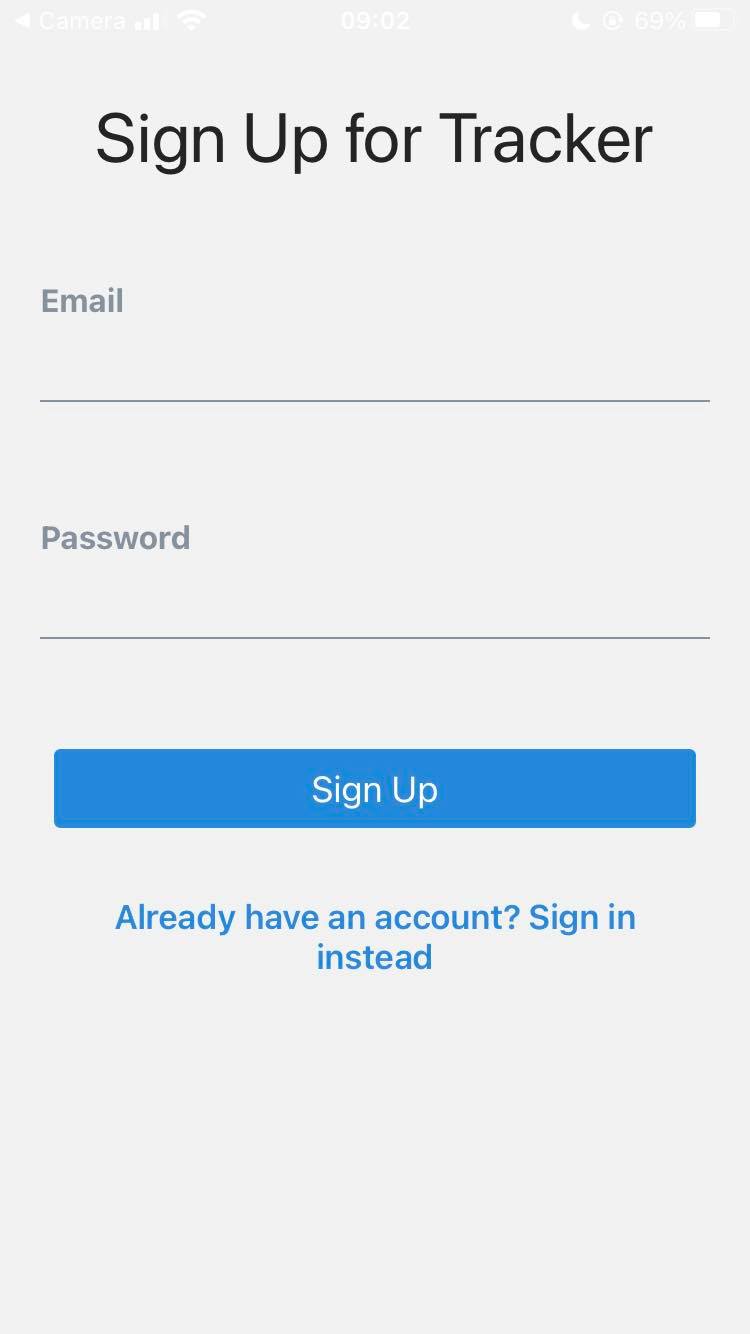 Camera 09:02 69%
Sign Up for Tracker
Email
Password
Sign Up
Already have an account? Sign in
instead